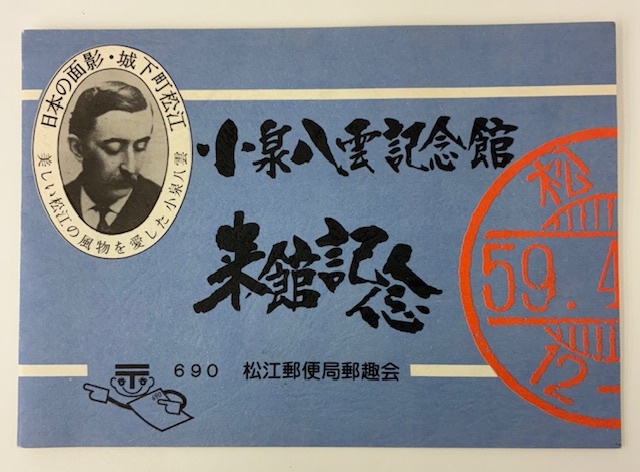 日本の面影・城下町松江
美しい松江の風物を愛した小泉八雲
小泉八雲記念館
来館記念
松
59.4
12-
690 松江郵便局郵趣会